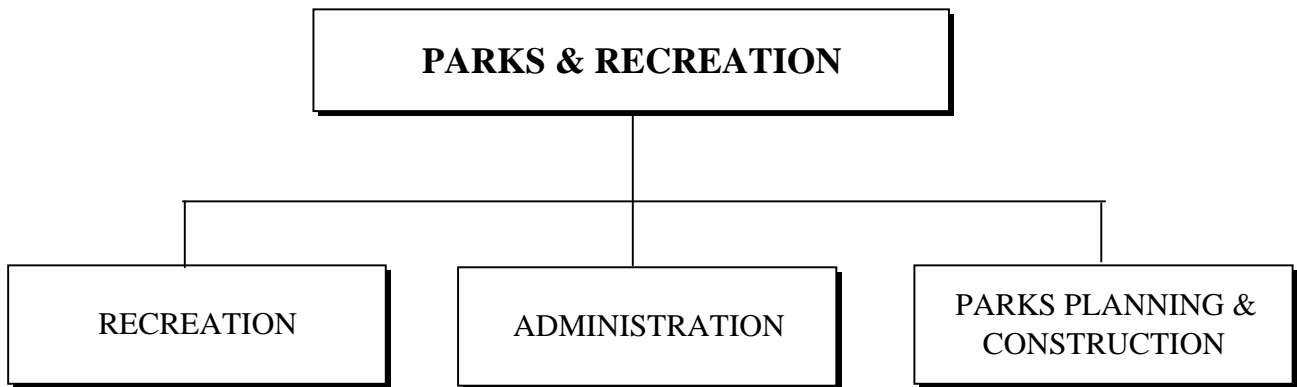 PARKS & RECREATION
RECREATION
ADMINISTRATION
PARKS PLANNING &
CONSTRUCTION